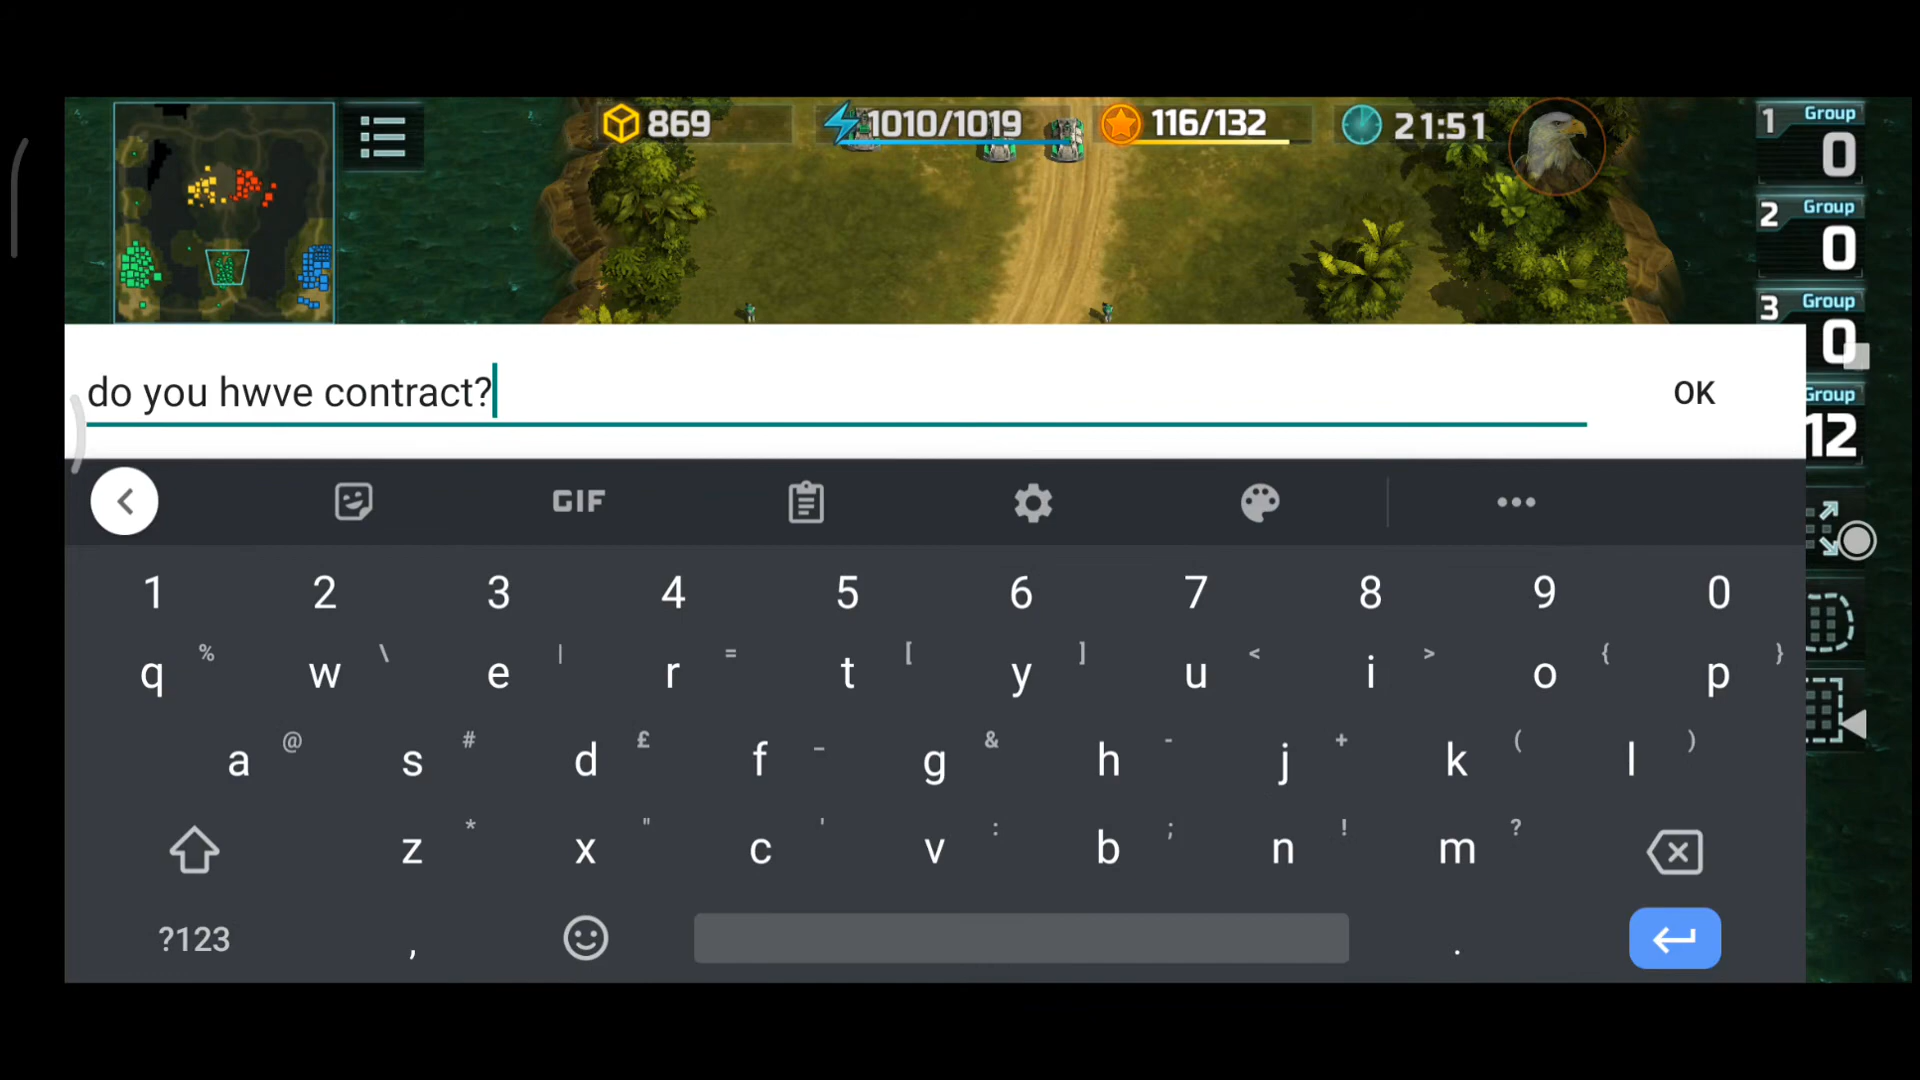 869
1010/1019
116/132
21:51
1 Group
0
2 Group
0
3 Group
0
Group
12
do you hwve contract?
OK
GIF
1 2 3 4 5 6 7 8 9 0
q % w \ e | r = t [ y ] u < i > o { p }
a @ s # d £ f _ g & h - j + k ( l )
z * x " c ' v : b ; n ! m ?
?123 , .